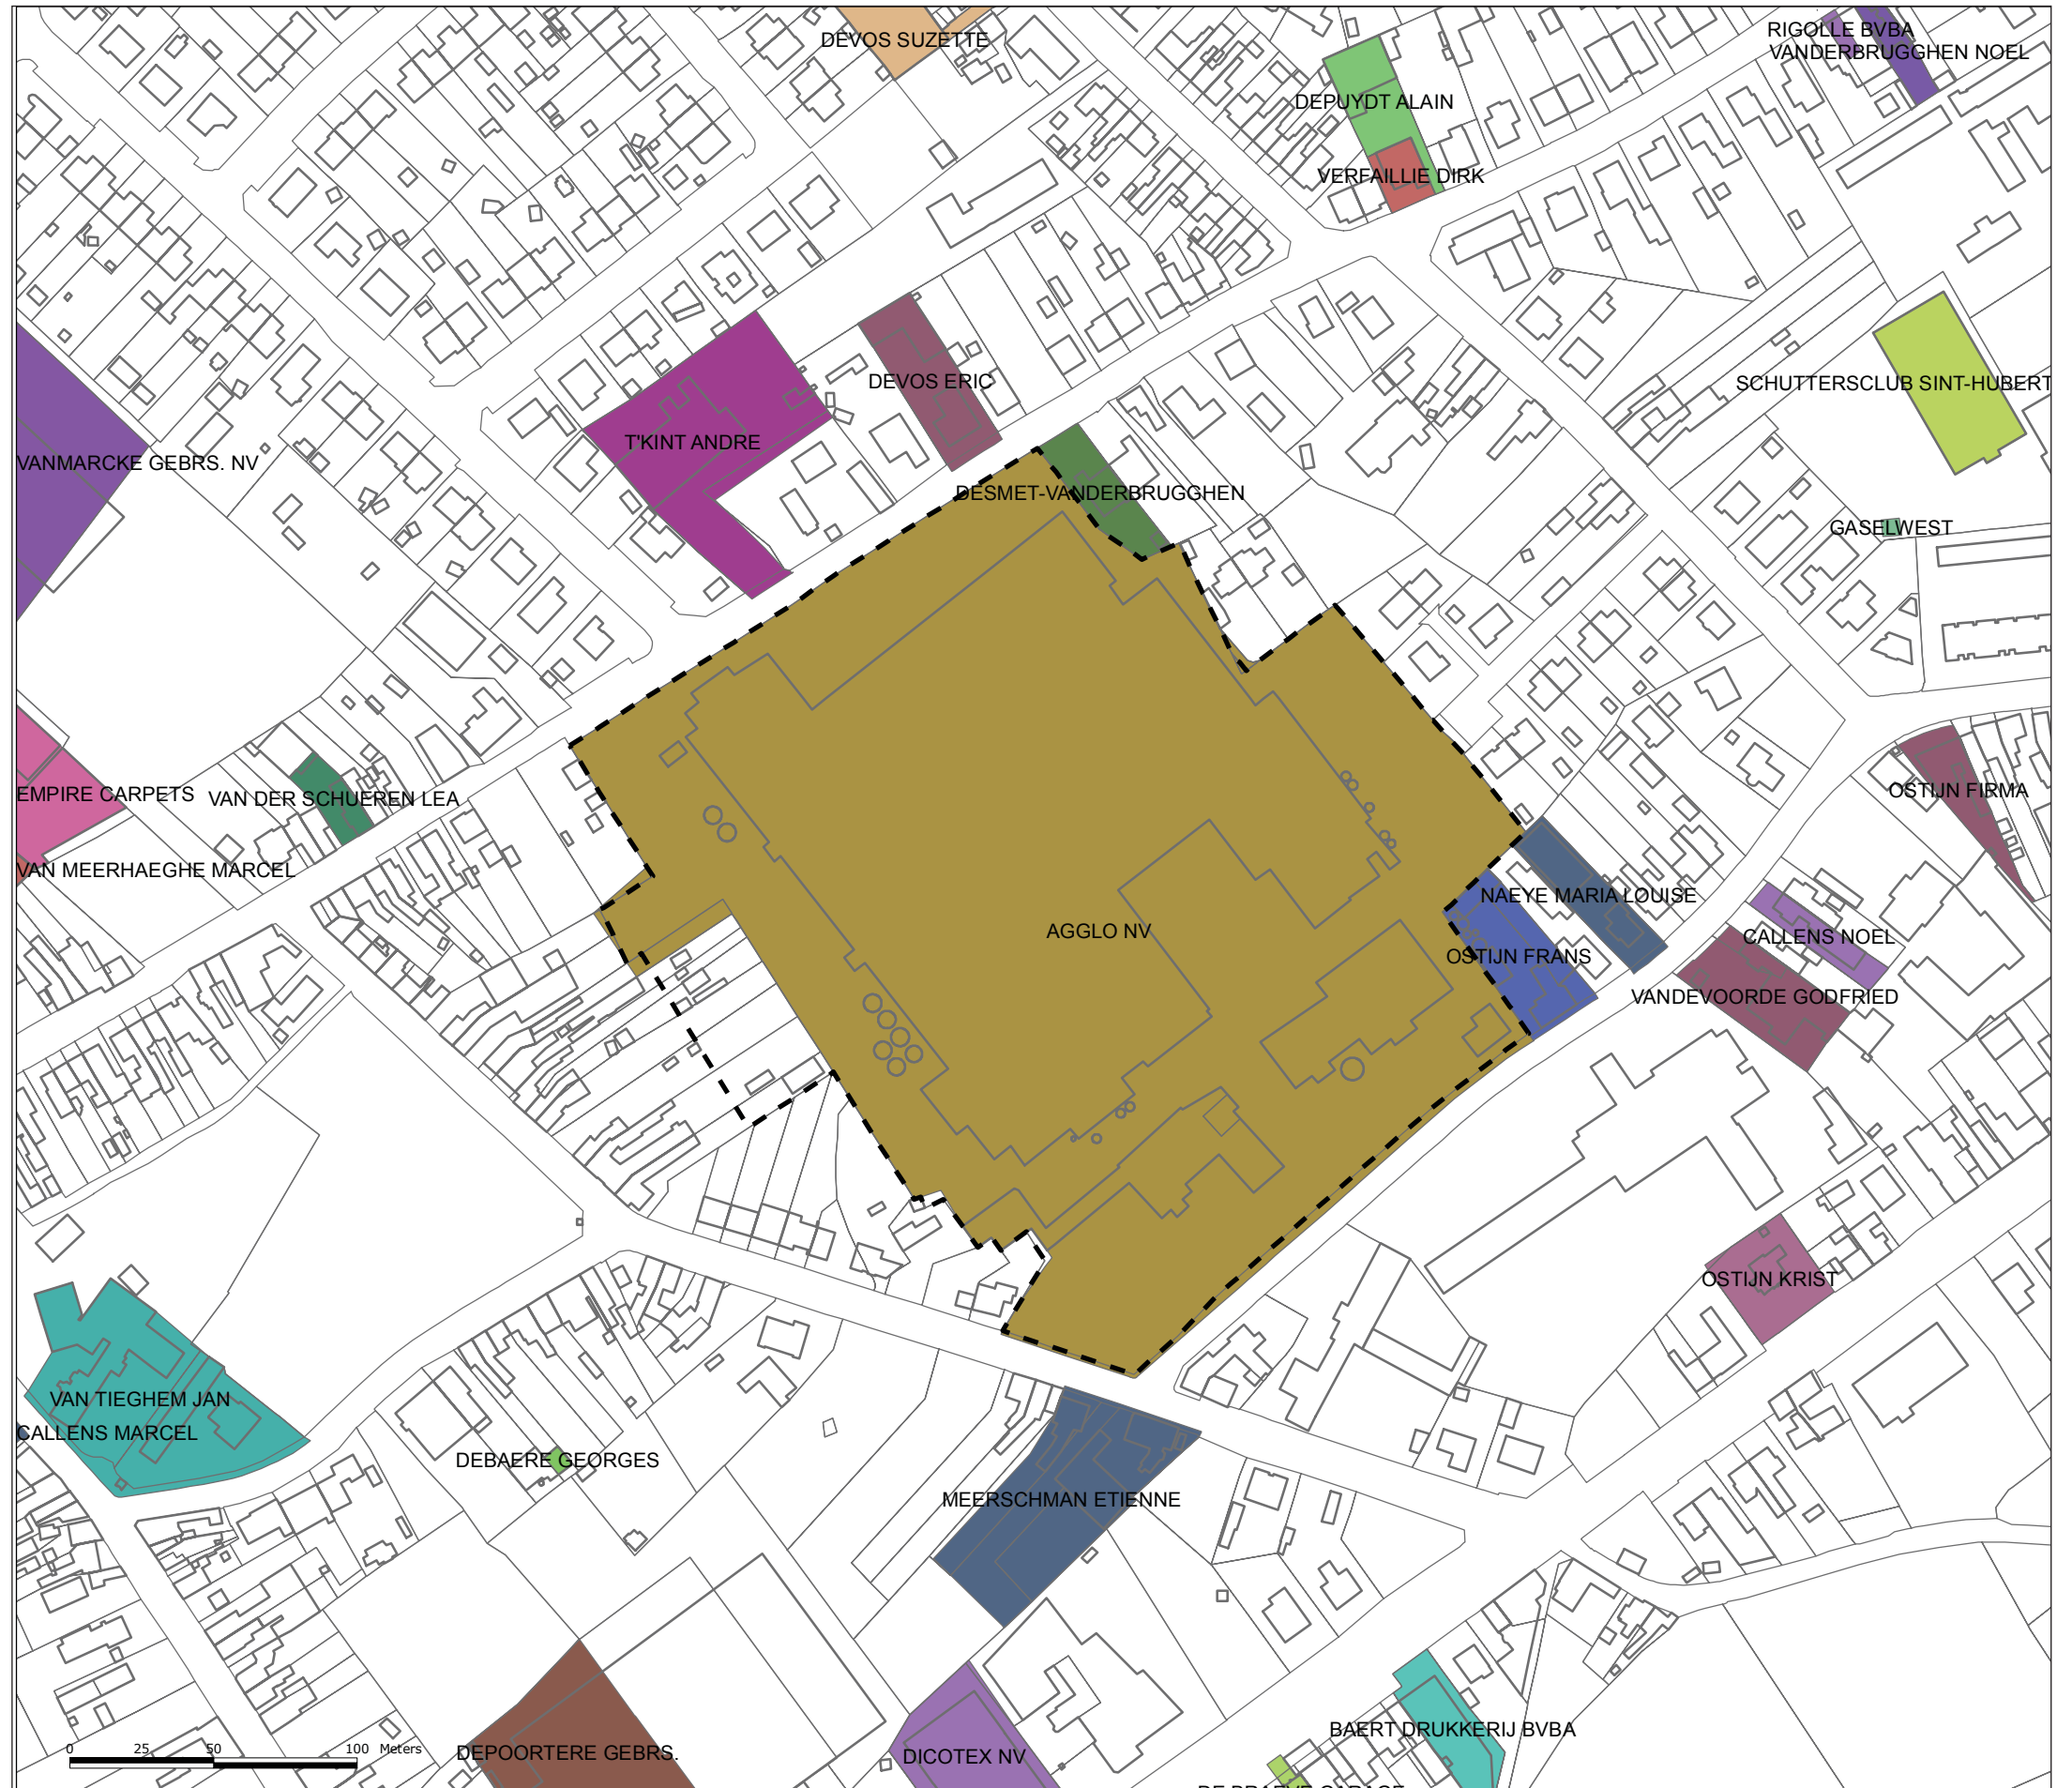 DEVOS SUZETTE
RIGOLLE BVBA
VANDERBRUGGHEN NOEL
DEPUYDT ALAIN
VERFAILLIE DIRK
DEVOS ERIC
SCHUTTERSCLUB SINT-HUBERT
T'KINT ANDRE
VANMARCKE GEBRS. NV
DESMET-VANDERBRUGGHEN
GASELWEST
EMPIRE CARPETS
VAN DER SCHUEREN LEA
OSTIJN FIRMA
VAN MEERHAEGHE MARCEL
NAEYE MARIA LOUISE
AGGLO NV
CALLENS NOEL
OSTIJN FRANS
VANDEVOORDE GODFRIED
OSTIJN KRIST
VAN TIEGHEM JAN
CALLENS MARCEL
DEBAERE GEORGES
MEERSCHMAN ETIENNE
BAERT DRUKKERIJ BVBA
DEPOORTERE GEBRS.
DICOTEX NV
0 25 50 100 Meters